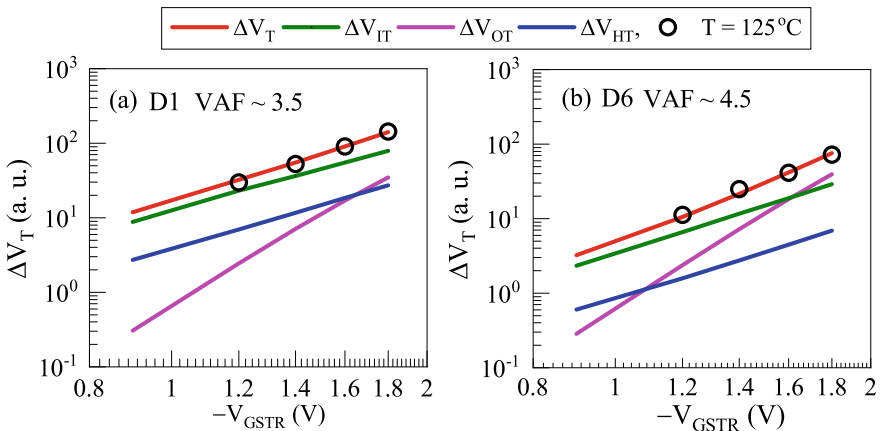 ΔV_T ΔV_IT ΔV_OT ΔV_HT, T = 125 °C
(a) D1 VAF ~ 3.5
ΔV_T (a. u.)
10^3
10^2
10^1
10^0
10^-1
0.8 1 1.2 1.4 1.6 1.8 2
−V_GSTR (V)
(b) D6 VAF ~ 4.5
ΔV_T (a. u.)
10^3
10^2
10^1
10^0
10^-1
0.8 1 1.2 1.4 1.6 1.8 2
−V_GSTR (V)